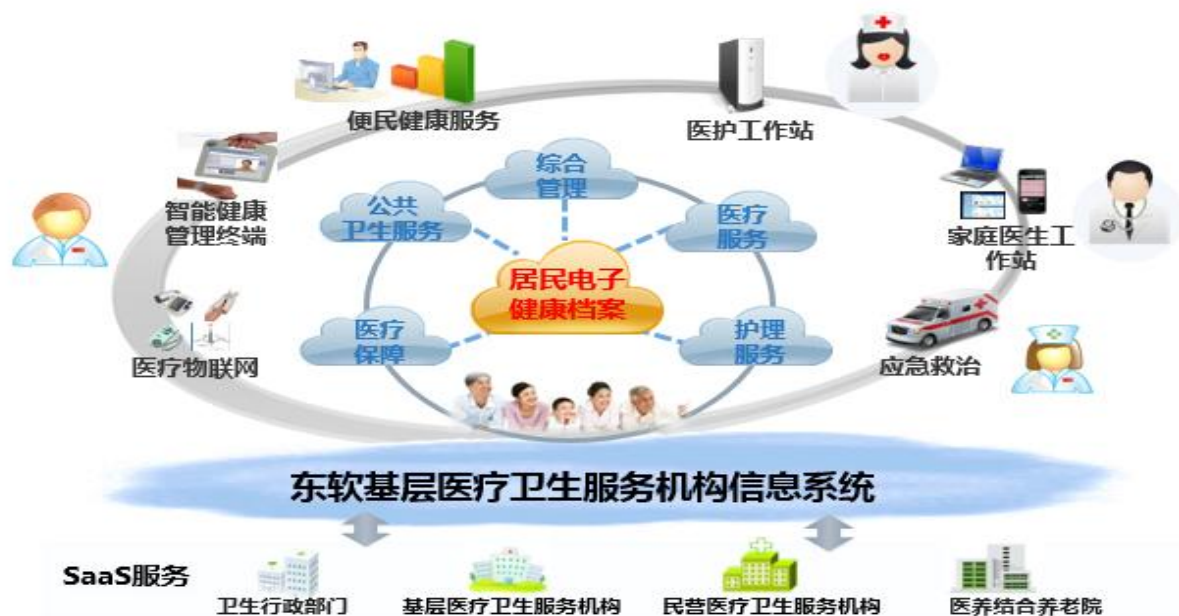 便民健康服务
医护工作站
综合
管理
公共
卫生服务
医疗
服务
智能健康
管理终端
家庭医生工
作站
居民电子
健康档案
医疗
保障
护理
服务
医疗物联网
应急救治
东软基层医疗卫生服务机构信息系统
SaaS服务
卫生行政部门
基层医疗卫生服务机构
民营医疗卫生服务机构
医养结合养老院